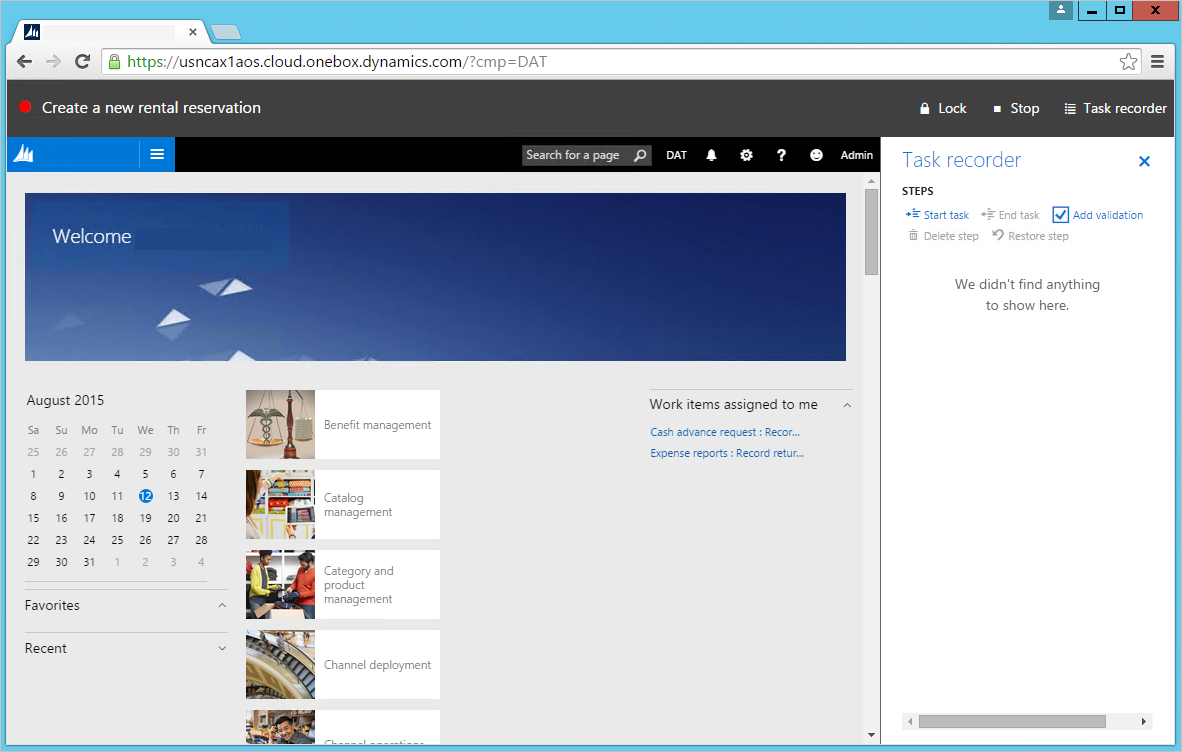 https://usncax1aos.cloud.onebox.dynamics.com/?cmp=DAT
Create a new rental reservation
Lock
Stop
Task recorder
Search for a page
DAT
?
Admin
Task recorder
STEPS
Start task
End task
Add validation
Delete step
Restore step
We didn't find anything
to show here.
Welcome
August 2015
Sa Su Mo Tu We Th Fr
25 26 27 28 29 30 31
1 2 3 4 5 6 7
8 9 10 11 12 13 14
15 16 17 18 19 20 21
22 23 24 25 26 27 28
29 30 31 1 2 3 4
Favorites
Recent
Benefit management
Catalog
management
Category and
product
management
Channel deployment
Channel operations
Work items assigned to me
Cash advance request : Recor...
Expense reports : Record retur...